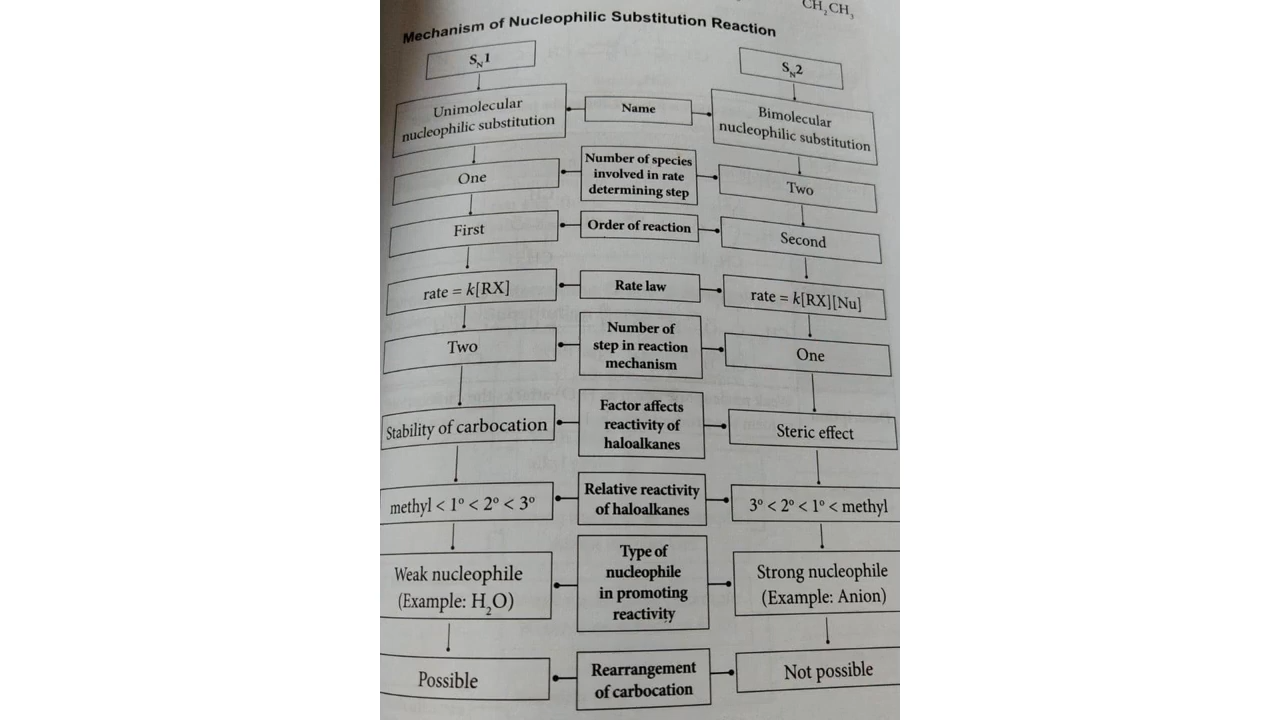 CH₂CH₃
Mechanism of Nucleophilic Substitution Reaction
S_N1
S_N2
Unimolecular
nucleophilic substitution
Name
Bimolecular
nucleophilic substitution
One
Number of species
involved in rate
determining step
Two
First
Order of reaction
Second
rate = k[RX]
Rate law
rate = k[RX][Nu]
Two
Number of
step in reaction
mechanism
One
Stability of carbocation
Factor affects
reactivity of
haloalkanes
Steric effect
methyl < 1° < 2° < 3°
Relative reactivity
of haloalkanes
3° < 2° < 1° < methyl
Weak nucleophile
(Example: H₂O)
Type of
nucleophile
in promoting
reactivity
Strong nucleophile
(Example: Anion)
Possible
Rearrangement
of carbocation
Not possible